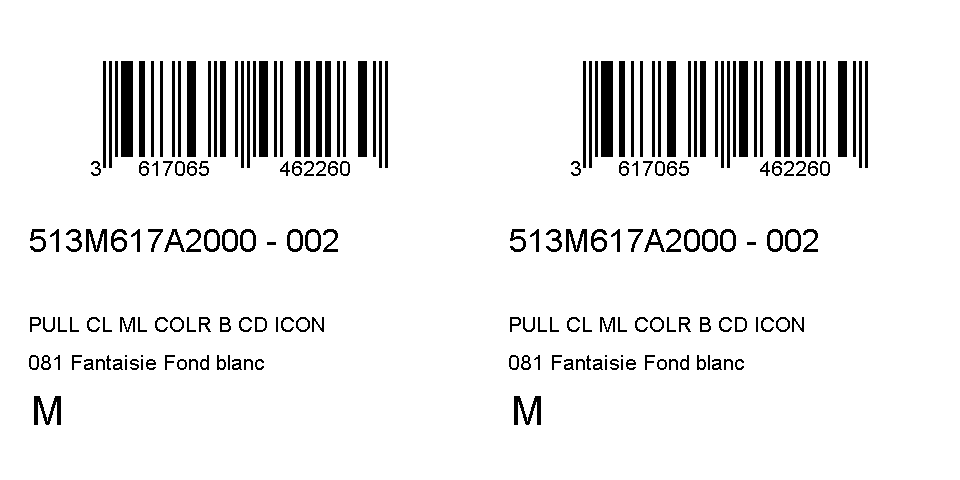 3 617065 462260
513M617A2000 - 002
PULL CL ML COLR B CD ICON
081 Fantaisie Fond blanc
M
3 617065 462260
513M617A2000 - 002
PULL CL ML COLR B CD ICON
081 Fantaisie Fond blanc
M